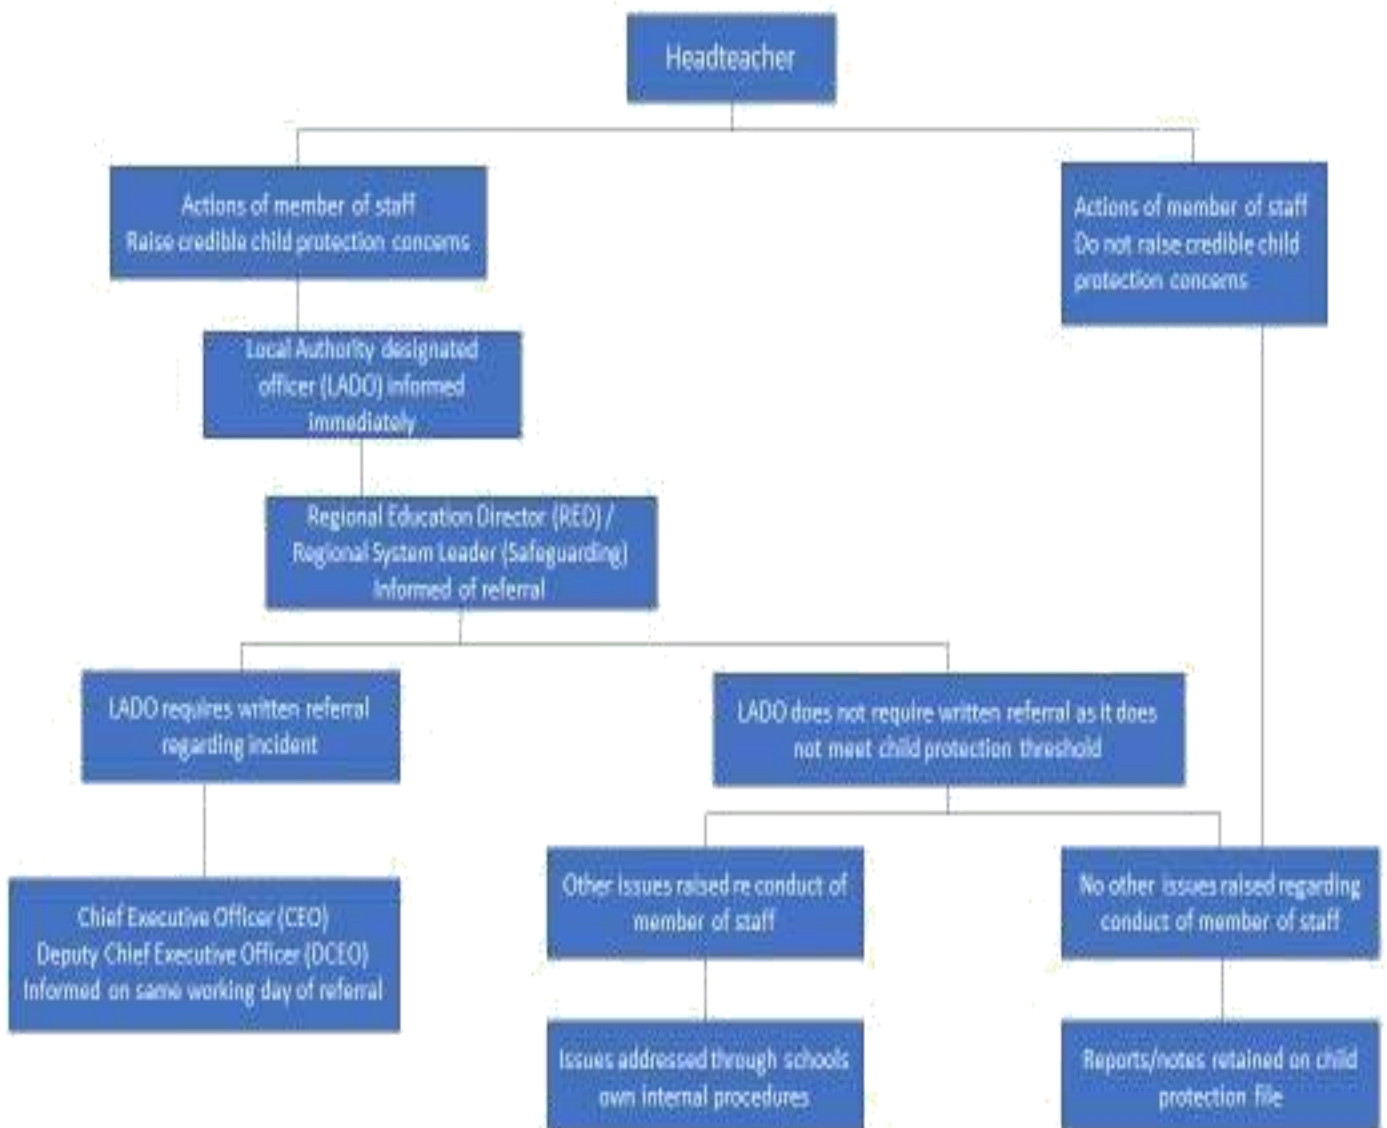 Headteacher
Actions of member of staff
Raise credible child protection concerns
Actions of member of staff
Do not raise credible child
protection concerns
Local Authority designated
officer (LADO) informed
immediately
Regional Education Director (RED) /
Regional System Leader (Safeguarding)
Informed of referral
LADO requires written referral
regarding incident
LADO does not require written referral as it does
not meet child protection threshold
Chief Executive Officer (CEO)
Deputy Chief Executive Officer (DCEO)
Informed on same working day of referral
Other issues raised re conduct of
member of staff
No other issues raised regarding
conduct of member of staff
Issues addressed through schools
own internal procedures
Reports/notes retained on child
protection file